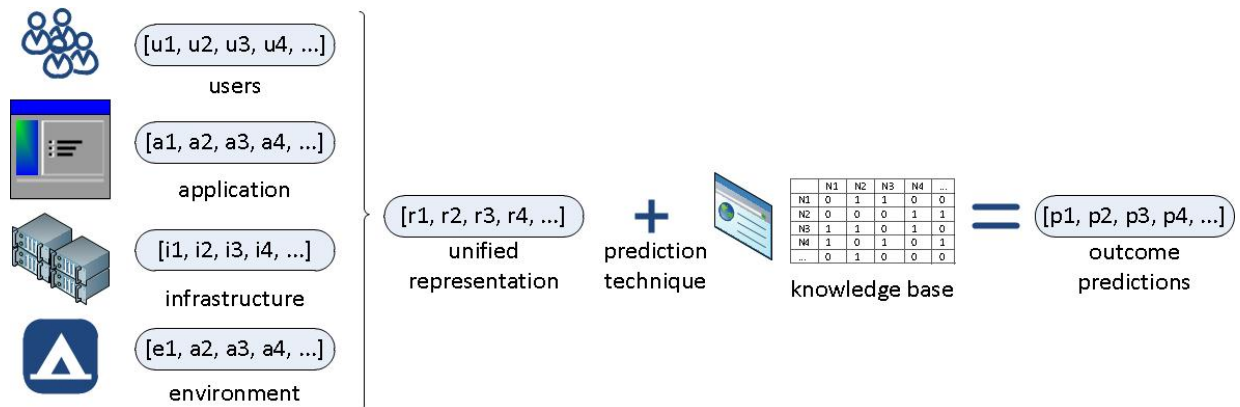 [u1, u2, u3, u4, ...]
users
[a1, a2, a3, a4, ...]
application
[i1, i2, i3, i4, ...]
infrastructure
[e1, a2, a3, a4, ...]
environment
[r1, r2, r3, r4, ...]
unified
representation
+
prediction
technique
N1 N2 N3 N4 ...
N1 0 1 1 0 0
N2 0 0 0 1 1
N3 1 1 0 1 0
N4 1 0 1 0 1
... 0 1 0 0 0
knowledge base
=
[p1, p2, p3, p4, ...]
outcome
predictions